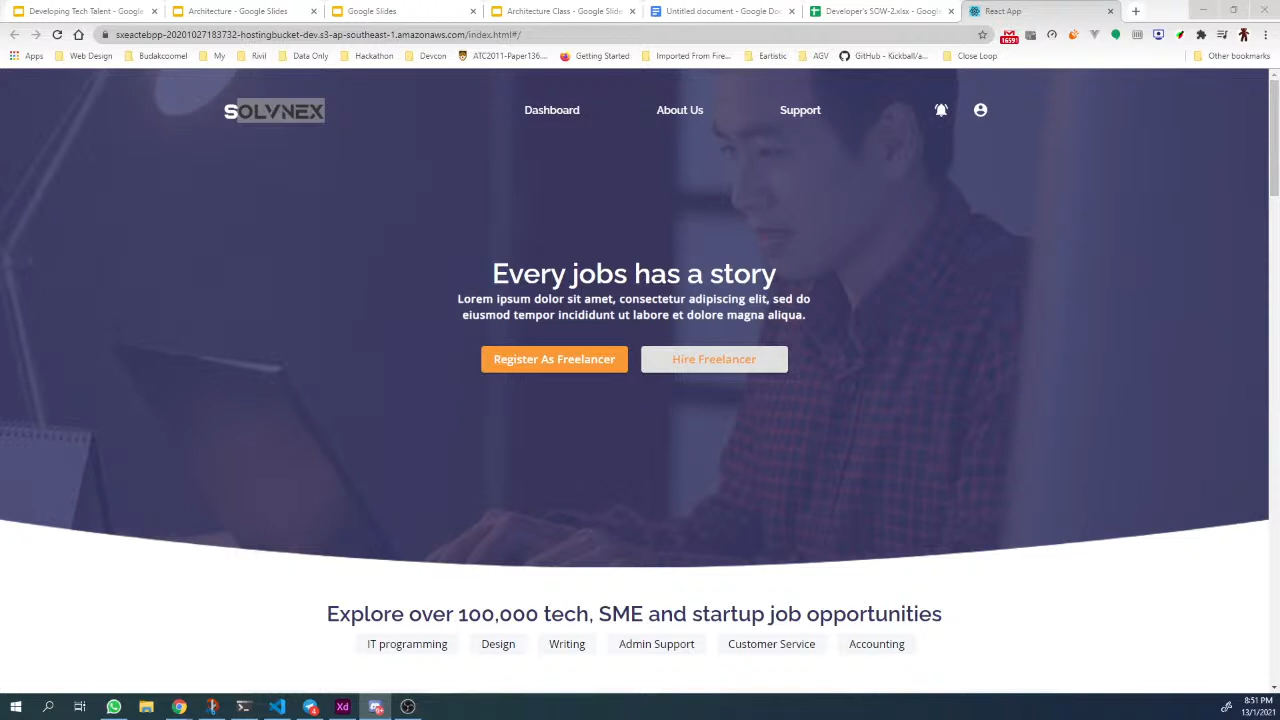 Developing Tech Talent - Google
Architecture - Google Slides
Google Slides
Architecture Class - Google Slide
Untitled document - Google Doc
Developer's SOW-2.xlsx - Google
React App
sxeactebpp-20201027183732-hostingbucket-dev.s3-ap-southeast-1.amazonaws.com/index.html#/
16591
Apps
Web Design
Budakcoomel
My
Rivil
Data Only
Hackathon
Devcon
ATC2011-Paper136...
Getting Started
Imported From Fire...
Eartistic
AGV
GitHub - Kickball/a...
Close Loop
Other bookmarks
SOLVNEX
Dashboard
About Us
Support
Every jobs has a story
Lorem ipsum dolor sit amet, consectetur adipiscing elit, sed do
eiusmod tempor incididunt ut labore et dolore magna aliqua.
Register As Freelancer
Hire Freelancer
Explore over 100,000 tech, SME and startup job opportunities
IT programming
Design
Writing
Admin Support
Customer Service
Accounting
Xd
8:51 PM
13/1/2021